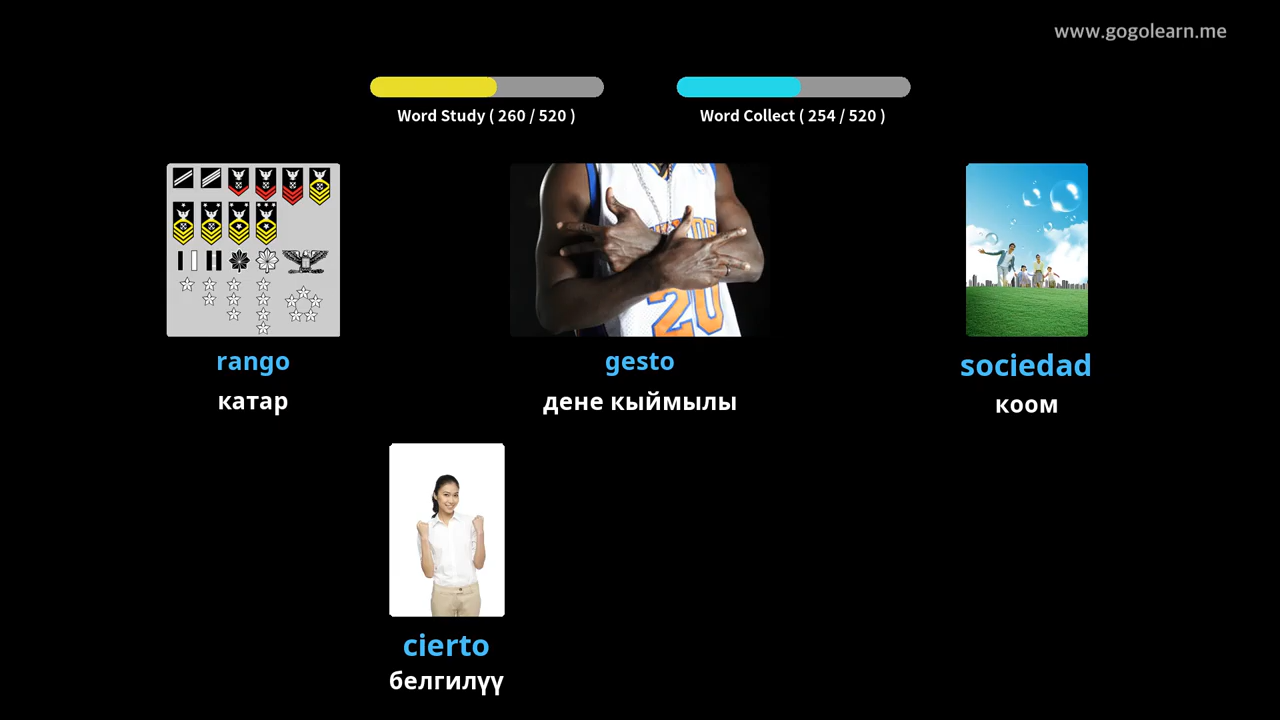 www.gogolearn.me
Word Study ( 260 / 520 )
Word Collect ( 254 / 520 )
20
rango
катар
gesto
дене кыймылы
sociedad
коом
cierto
белгилүү